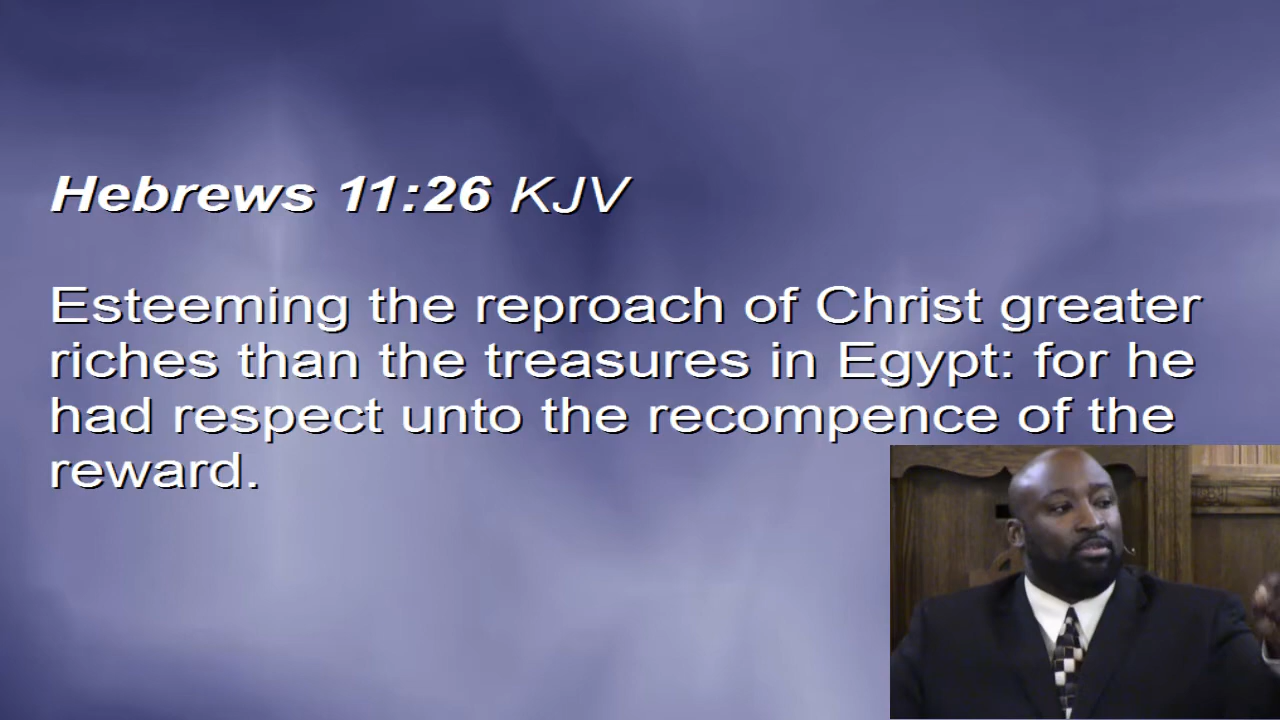 Hebrews 11:26 KJV
Esteeming the reproach of Christ greater
riches than the treasures in Egypt: for he
had respect unto the recompence of the
reward.